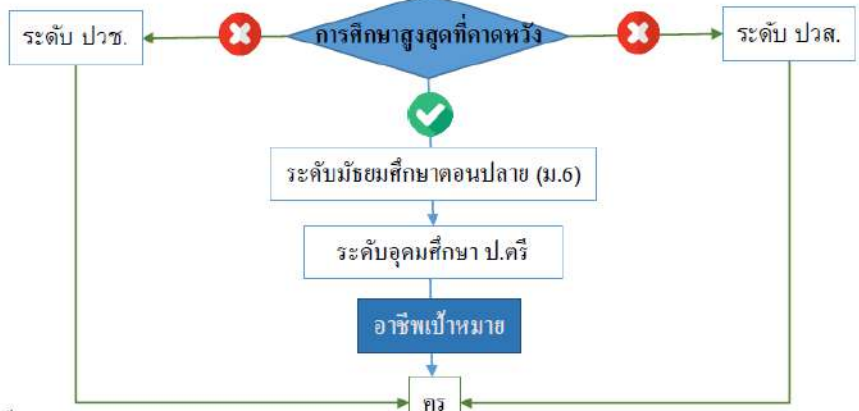 การศึกษาสูงสุดที่คาดหวัง
ระดับ ปวช.
ระดับ ปวส.
ระดับมัธยมศึกษาตอนปลาย (ม.6)
ระดับอุดมศึกษา ป.ตรี
อาชีพเป้าหมาย